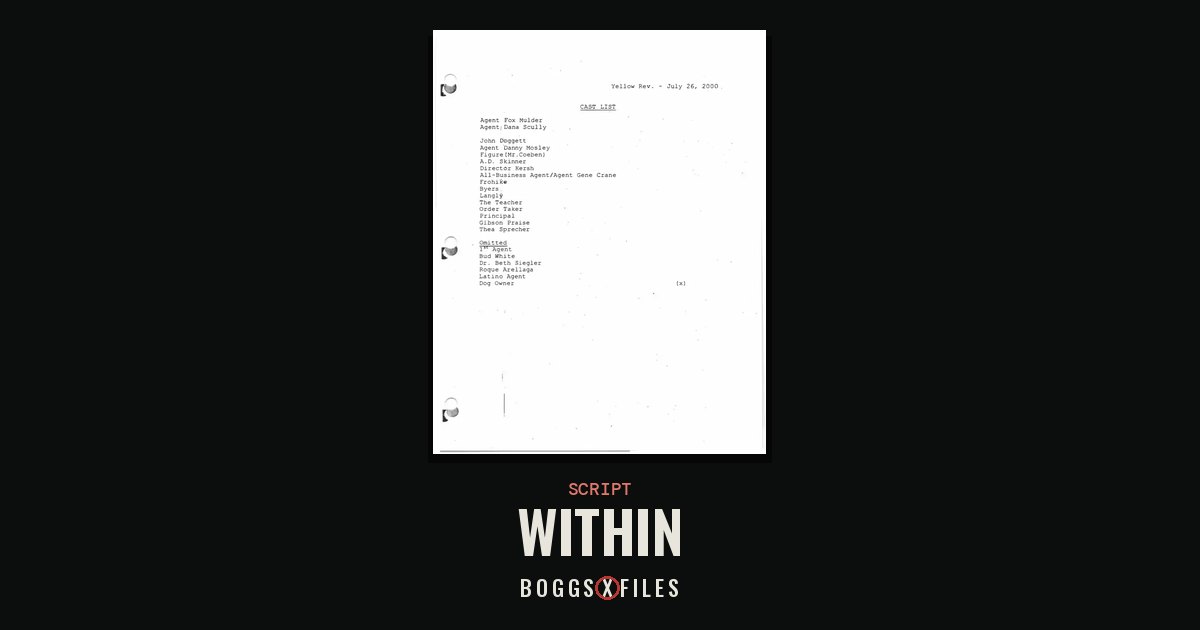 Yellow Rev. - July 26, 2000
CAST LIST
Agent Fox Mulder
Agent Dana Scully
John Doggett
Agent Danny Mosley
Figure(Mr.Coeben)
A.D. Skinner
Director Kersh
All-Business Agent/Agent Gene Crane
Frohike
Byers
Langly
The Teacher
Order Taker
Principal
Gibson Praise
Thea Sprecher
Omitted
1st Agent
Bud White
Dr. Beth Siegler
Roque Arellaga
Latino Agent
Dog Owner (x)
SCRIPT
WITHIN
BOGGS X FILES